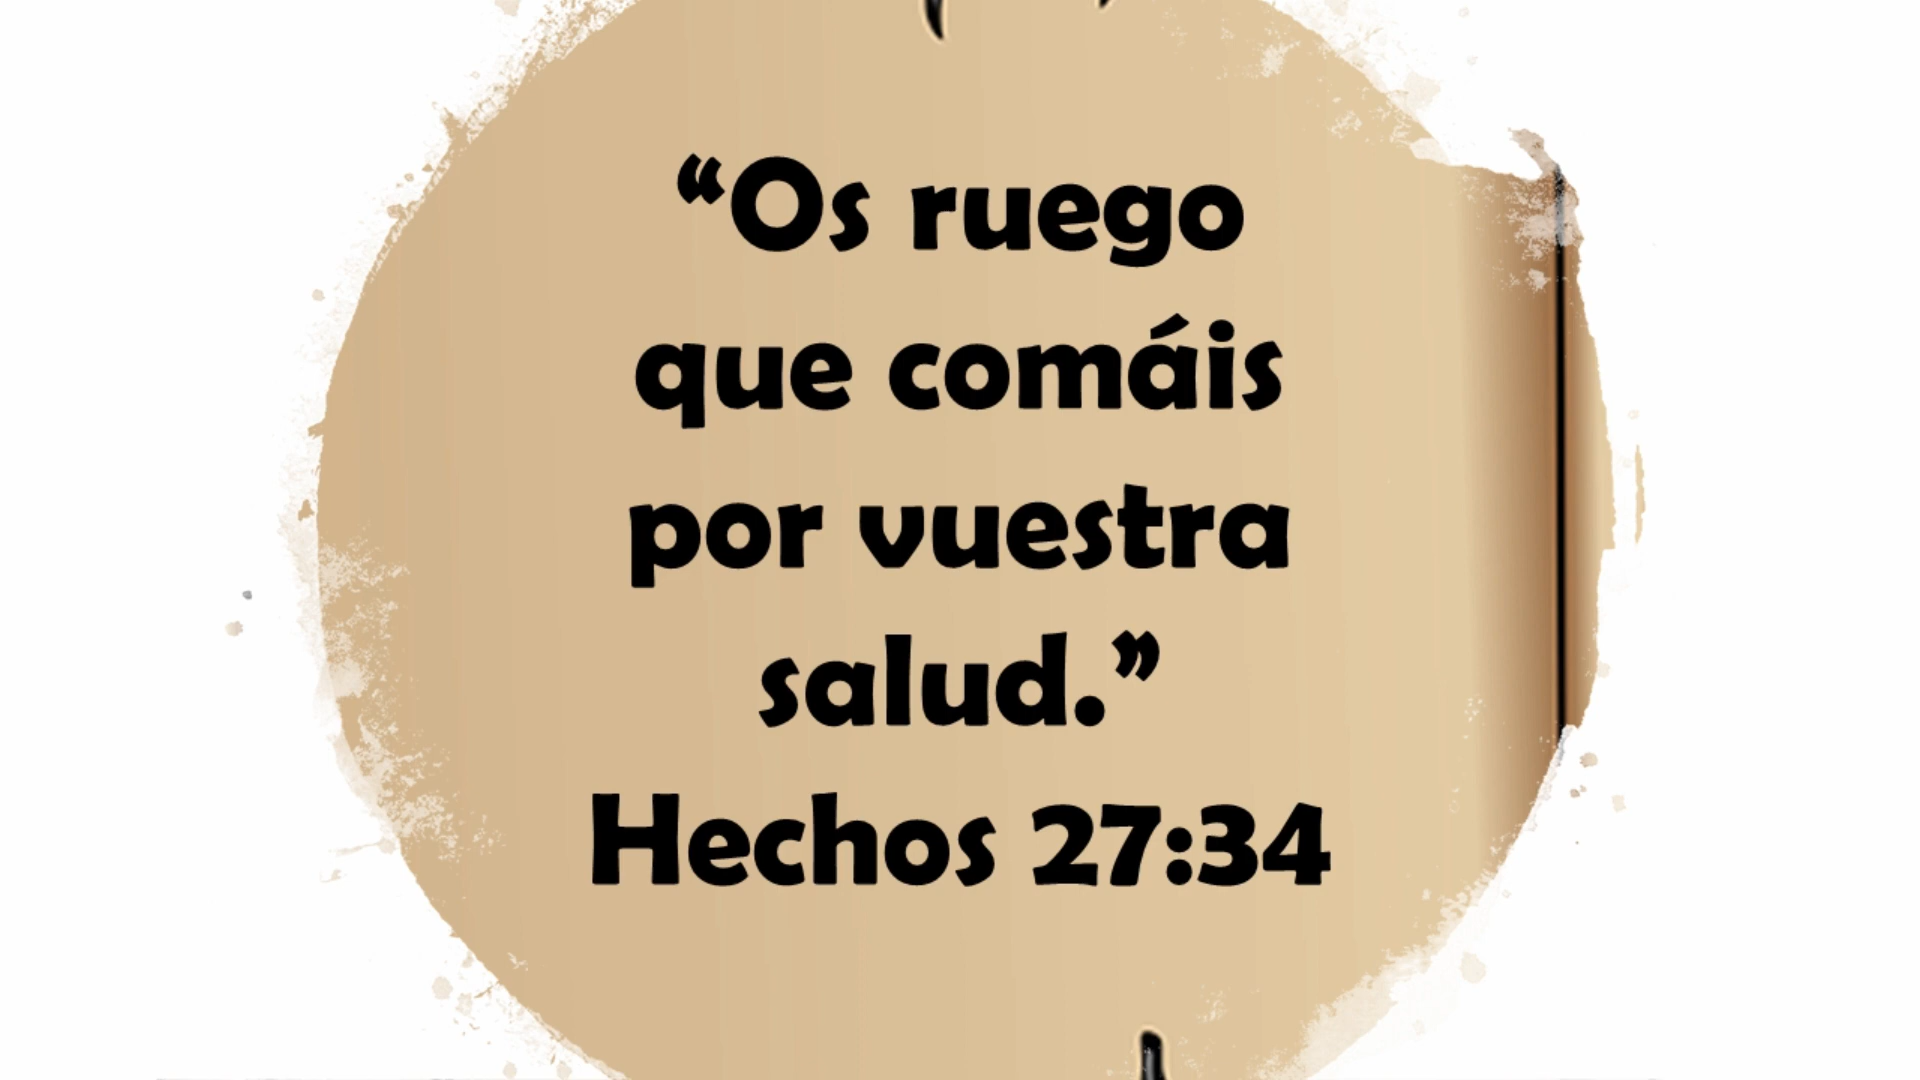 “Os ruego
que comáis
por vuestra
salud.”
Hechos 27:34